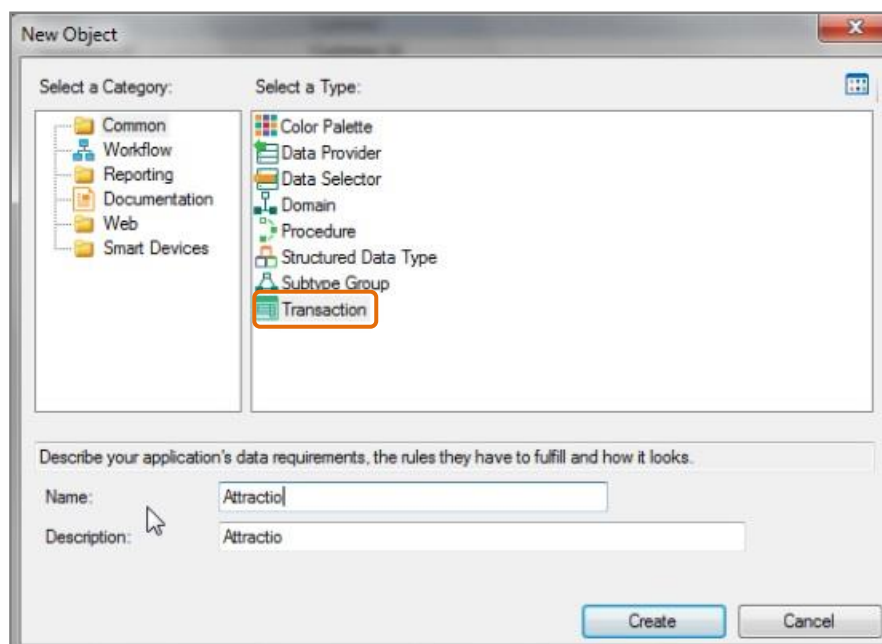 New Object
Select a Category:
Select a Type:
Common
Workflow
Reporting
Documentation
Web
Smart Devices
Color Palette
Data Provider
Data Selector
Domain
Procedure
Structured Data Type
Subtype Group
Transaction
Describe your application's data requirements, the rules they have to fulfill and how it looks.
Name:
Attractio
Description:
Attractio
Create
Cancel